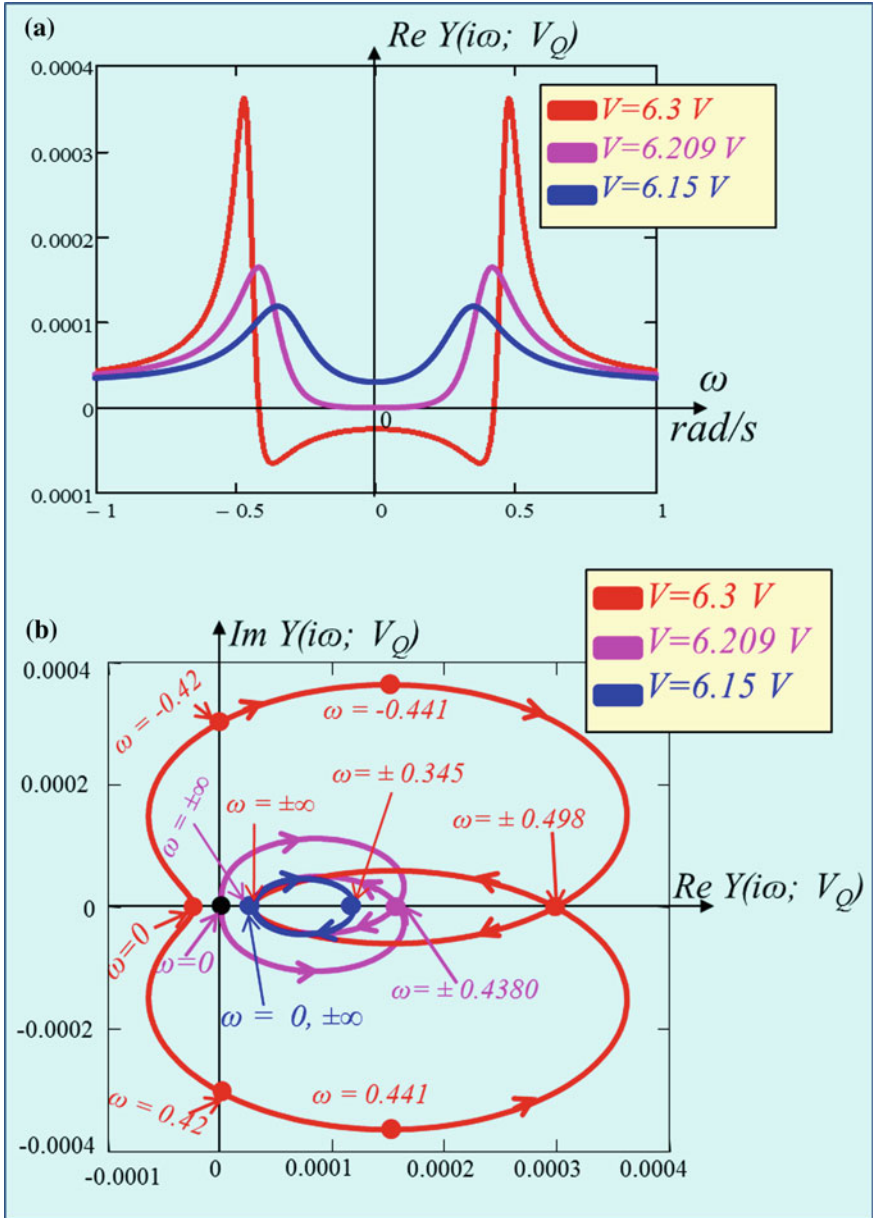 (a)
Re Y(iω; V_Q)
0.0004
0.0003
0.0002
0.0001
0
0.0001
−1
−0.5
0
0.5
1
0
V=6.3 V
V=6.209 V
V=6.15 V
ω
rad/s
(b)
Im Y(iω; V_Q)
V=6.3 V
V=6.209 V
V=6.15 V
0.0004
0.0002
0
-0.0002
-0.0004
-0.0001
0
0.0001
0.0002
0.0003
0.0004
ω = -0.42
ω = -0.441
ω = ±∞
ω = ±∞
ω= ± 0.345
ω= ± 0.498
Re Y(iω; V_Q)
ω=0
ω=0
ω= ± 0.4380
ω = 0, ±∞
ω = 0.42
ω = 0.441